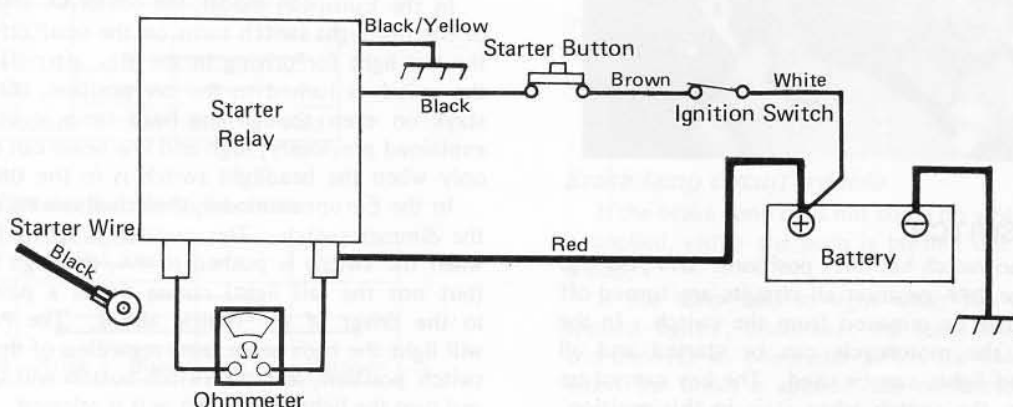 Black/Yellow
Starter Button
Brown
White
Black
Ignition Switch
Starter
Relay
Starter Wire
Black
Red
+
−
Battery
Ω
Ohmmeter